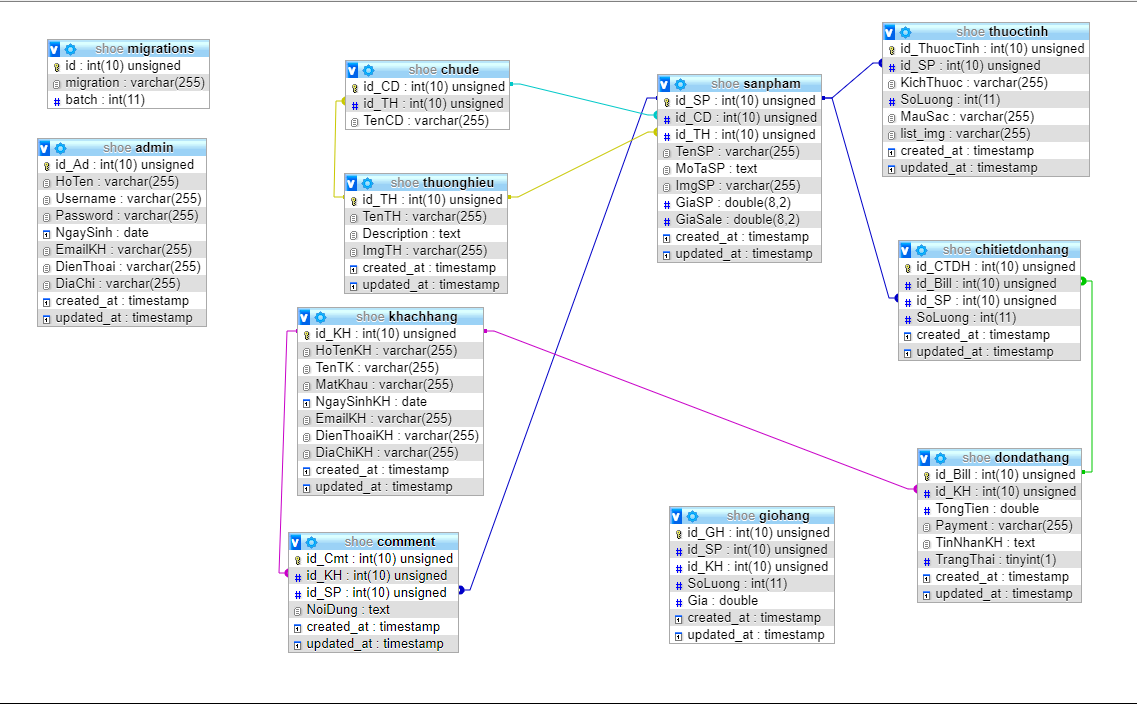 shoe migrations
id : int(10) unsigned
migration : varchar(255)
batch : int(11)
shoe admin
id_Ad : int(10) unsigned
HoTen : varchar(255)
Username : varchar(255)
Password : varchar(255)
NgaySinh : date
EmailKH : varchar(255)
DienThoai : varchar(255)
DiaChi : varchar(255)
created_at : timestamp
updated_at : timestamp
shoe chude
id_CD : int(10) unsigned
id_TH : int(10) unsigned
TenCD : varchar(255)
shoe thuonghieu
id_TH : int(10) unsigned
TenTH : varchar(255)
Description : text
ImgTH : varchar(255)
created_at : timestamp
updated_at : timestamp
shoe khachhang
id_KH : int(10) unsigned
HoTenKH : varchar(255)
TenTK : varchar(255)
MatKhau : varchar(255)
NgaySinhKH : date
EmailKH : varchar(255)
DienThoaiKH : varchar(255)
DiaChiKH : varchar(255)
created_at : timestamp
updated_at : timestamp
shoe comment
id_Cmt : int(10) unsigned
id_KH : int(10) unsigned
id_SP : int(10) unsigned
NoiDung : text
created_at : timestamp
updated_at : timestamp
shoe sanpham
id_SP : int(10) unsigned
id_CD : int(10) unsigned
id_TH : int(10) unsigned
TenSP : varchar(255)
MoTaSP : text
ImgSP : varchar(255)
GiaSP : double(8,2)
GiaSale : double(8,2)
created_at : timestamp
updated_at : timestamp
shoe giohang
id_GH : int(10) unsigned
id_SP : int(10) unsigned
id_KH : int(10) unsigned
SoLuong : int(11)
Gia : double
created_at : timestamp
updated_at : timestamp
shoe thuoctinh
id_ThuocTinh : int(10) unsigned
id_SP : int(10) unsigned
KichThuoc : varchar(255)
SoLuong : int(11)
MauSac : varchar(255)
list_img : varchar(255)
created_at : timestamp
updated_at : timestamp
shoe chitietdonhang
id_CTDH : int(10) unsigned
id_Bill : int(10) unsigned
id_SP : int(10) unsigned
SoLuong : int(11)
created_at : timestamp
updated_at : timestamp
shoe dondathang
id_Bill : int(10) unsigned
id_KH : int(10) unsigned
TongTien : double
Payment : varchar(255)
TinNhanKH : text
TrangThai : tinyint(1)
created_at : timestamp
updated_at : timestamp